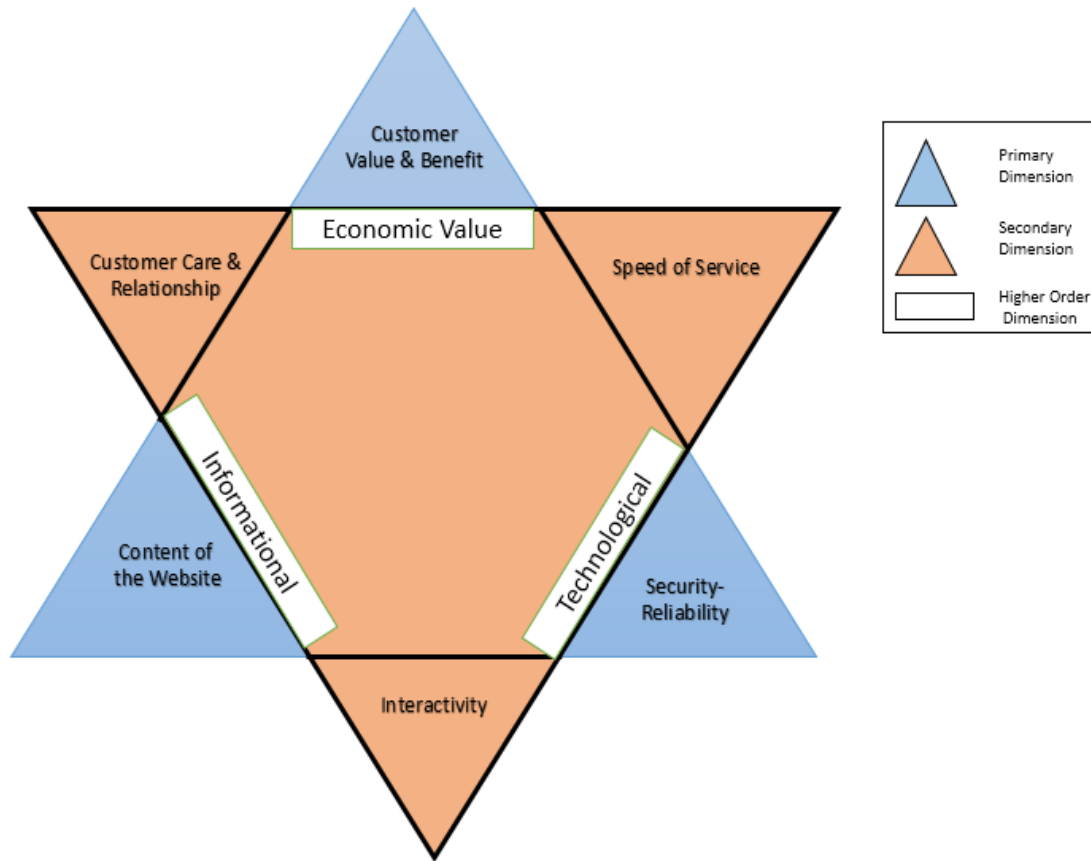 Customer
Value & Benefit
Economic Value
Customer Care &
Relationship
Speed of Service
Informational
Technological
Content of
the Website
Security-
Reliability
Interactivity
Primary
Dimension
Secondary
Dimension
Higher Order
Dimension